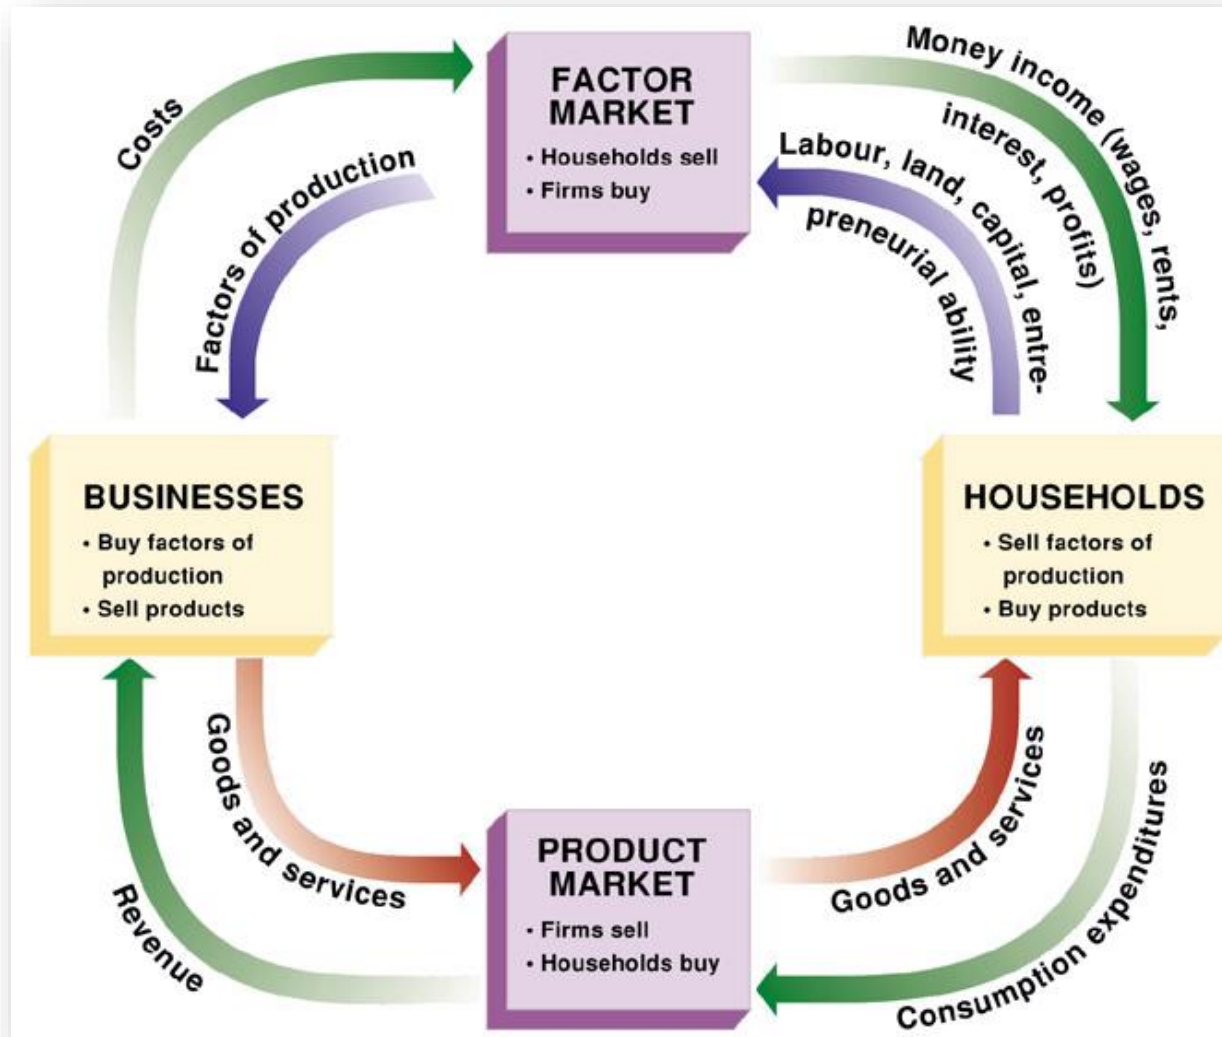 Costs
Factors of production
FACTOR
MARKET
• Households sell
• Firms buy
Money income (wages, rents,
interest, profits)
Labour, land, capital, entre-
preneurial ability
BUSINESSES
• Buy factors of
production
• Sell products
HOUSEHOLDS
• Sell factors of
production
• Buy products
Goods and services
Revenue
PRODUCT
MARKET
• Firms sell
• Households buy
Goods and services
Consumption expenditures